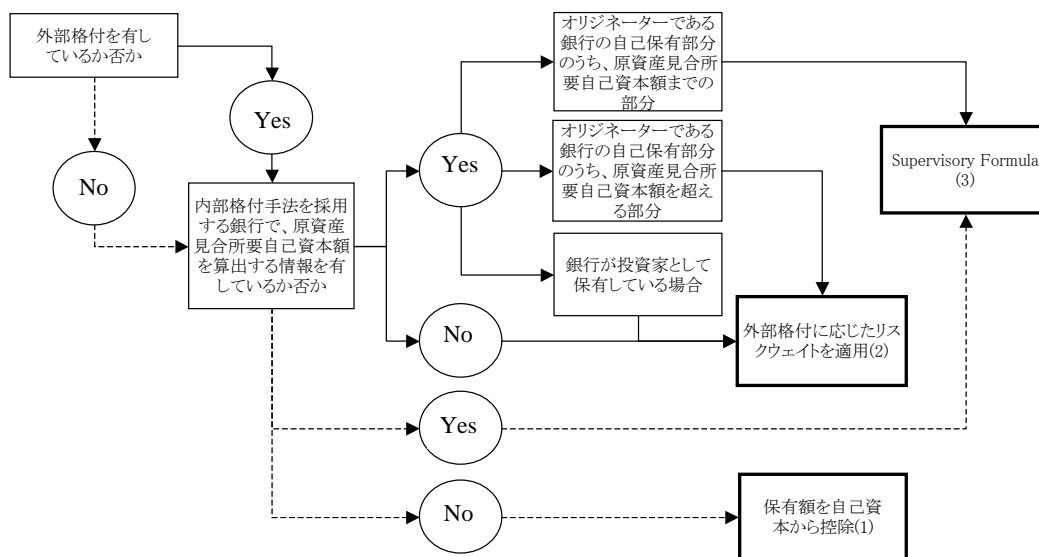 外部格付を有し
ているか否か
Yes
No
内部格付手法を採用
する銀行で、原資産
見合所要自己資本額
を算出する情報を有
しているか否か
Yes
オリジネーターである
銀行の自己保有部分
のうち、原資産見合所
要自己資本額までの
部分
オリジネーターである
銀行の自己保有部分
のうち、原資産見合所
要自己資本額を超え
る部分
銀行が投資家として
保有している場合
Supervisory Formula
(3)
No
外部格付に応じたリス
クウェイトを適用(2)
Yes
No
保有額を自己資
本から控除(1)